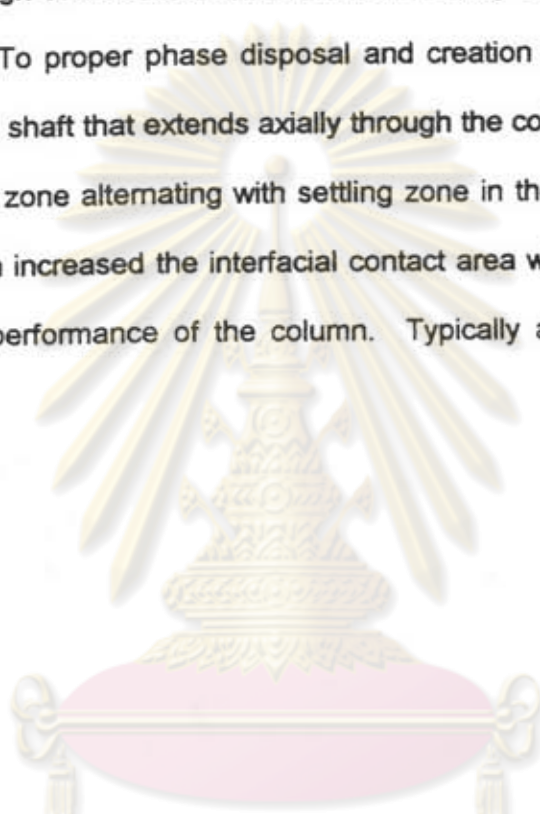 To proper phase disposal and creation
shaft that extends axially through the co
zone alternating with settling zone in th
increased the interfacial contact area w
performance of the column. Typically a